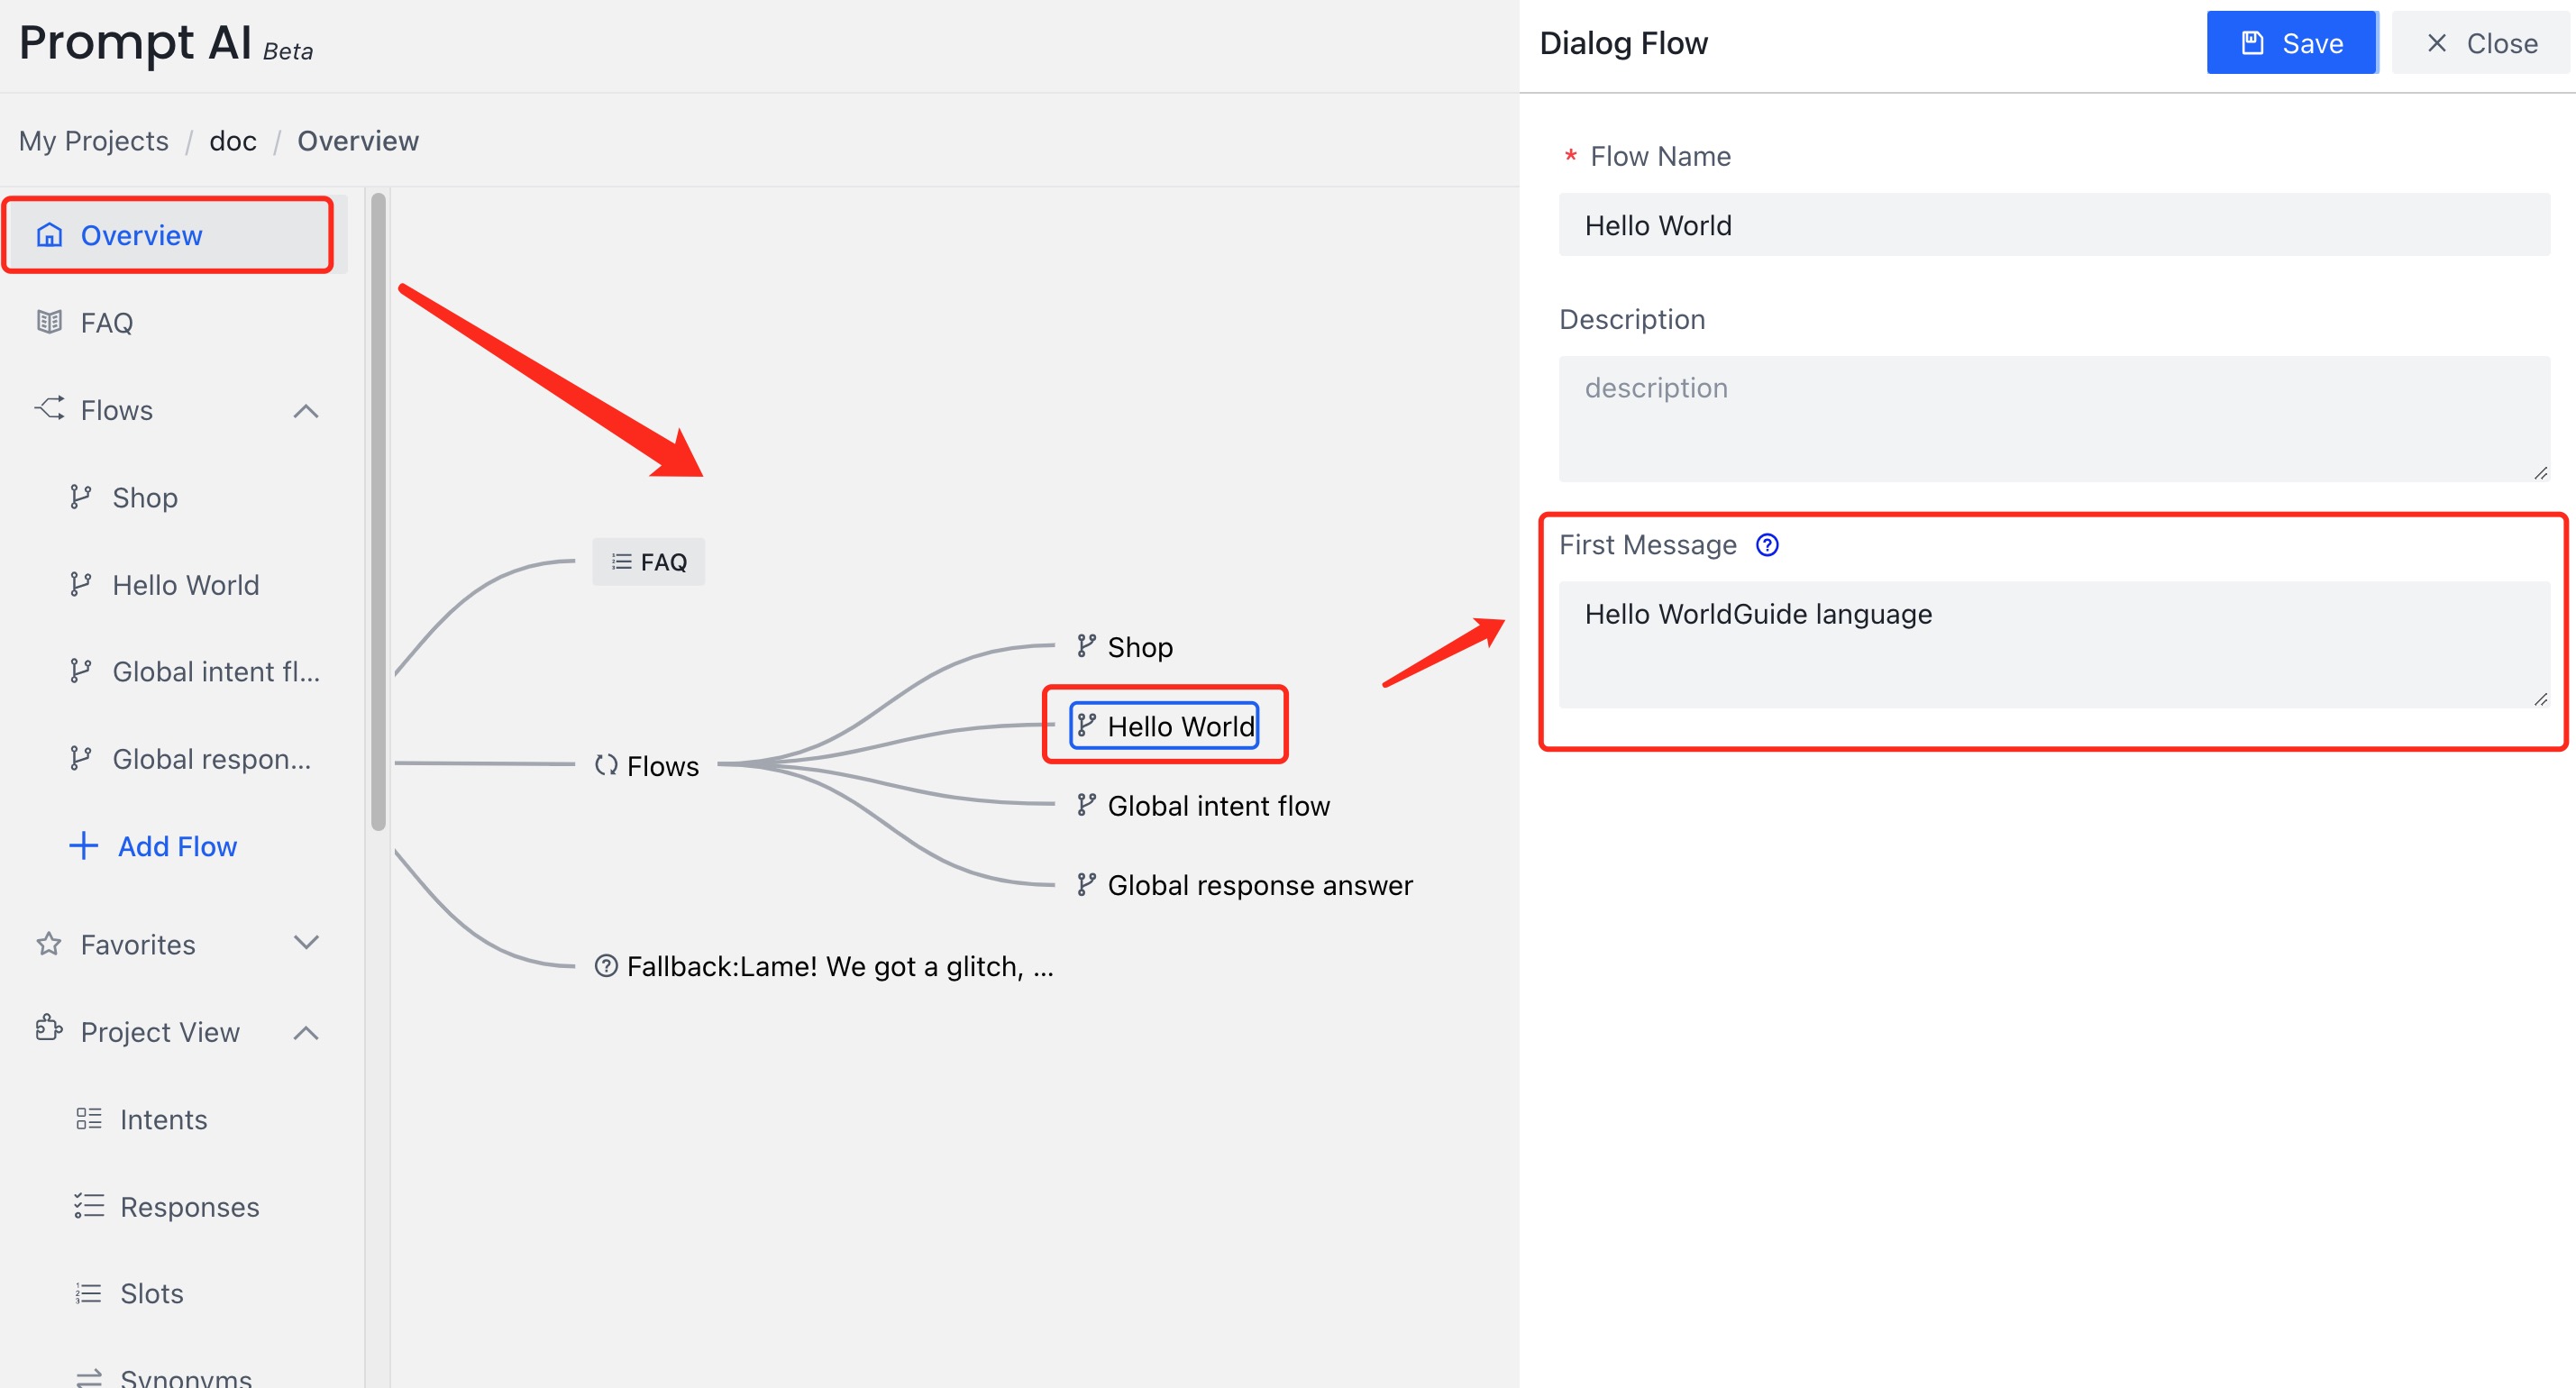 Prompt AI Beta
My Projects / doc / Overview
Overview
FAQ
Flows
Shop
Hello World
Global intent fl...
Global respon...
Add Flow
Favorites
Project View
Intents
Responses
Slots
Synonyms
FAQ
Flows
Shop
Hello World
Global intent flow
Global response answer
Fallback:Lame! We got a glitch, ...
Dialog Flow
Save
Close
* Flow Name
Hello World
Description
description
First Message
Hello WorldGuide language